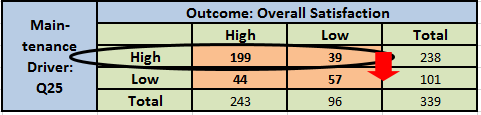 Main-
tenance
Driver:
Q25
Outcome: Overall Satisfaction
High Low Total
High 199 39 238
Low 44 57 101
Total 243 96 339